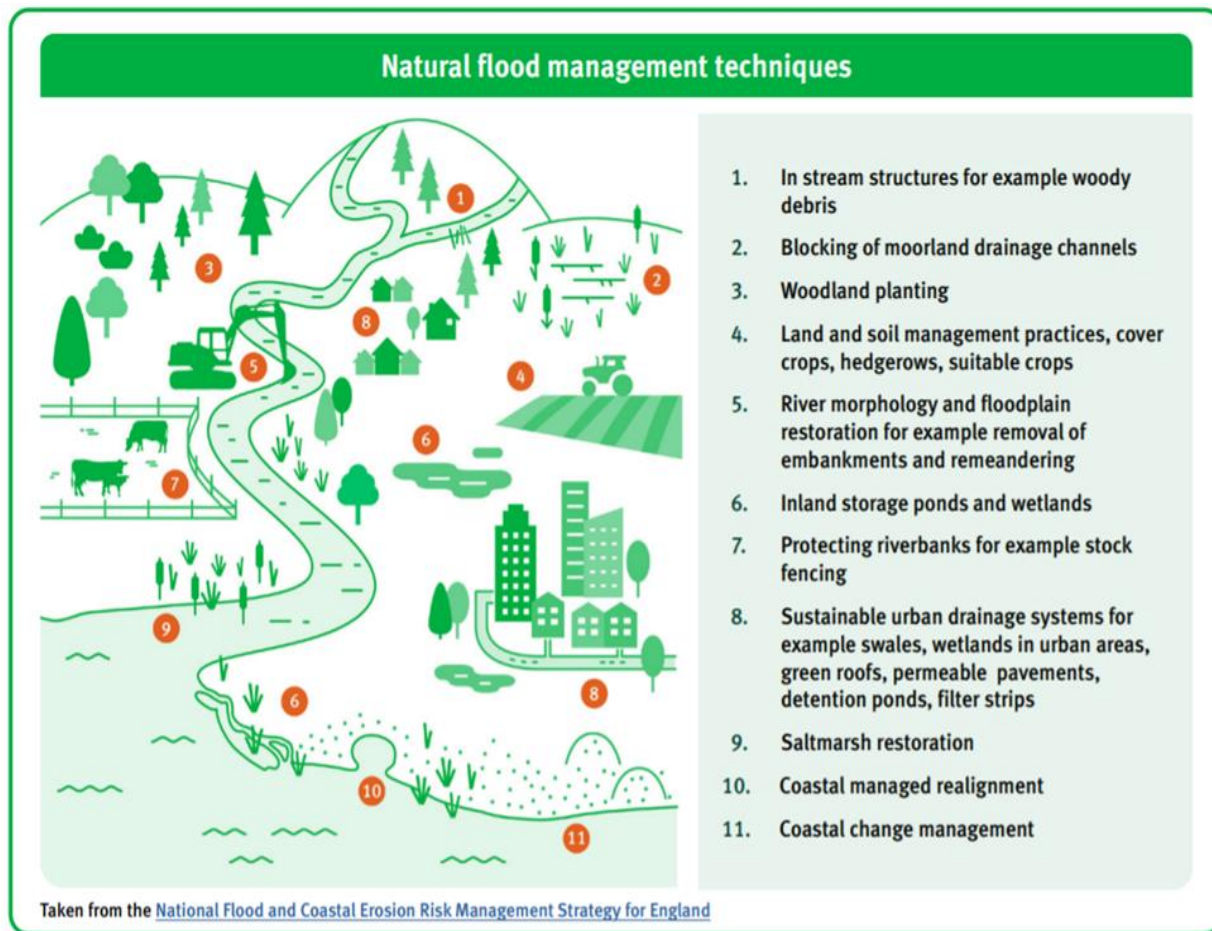 Natural flood management techniques
1
3
2
8
5
4
6
7
9
6
8
10
11
1. In stream structures for example woody
debris
2. Blocking of moorland drainage channels
3. Woodland planting
4. Land and soil management practices, cover
crops, hedgerows, suitable crops
5. River morphology and floodplain
restoration for example removal of
embankments and remeandering
6. Inland storage ponds and wetlands
7. Protecting riverbanks for example stock
fencing
8. Sustainable urban drainage systems for
example swales, wetlands in urban areas,
green roofs, permeable pavements,
detention ponds, filter strips
9. Saltmarsh restoration
10. Coastal managed realignment
11. Coastal change management
Taken from the National Flood and Coastal Erosion Risk Management Strategy for England